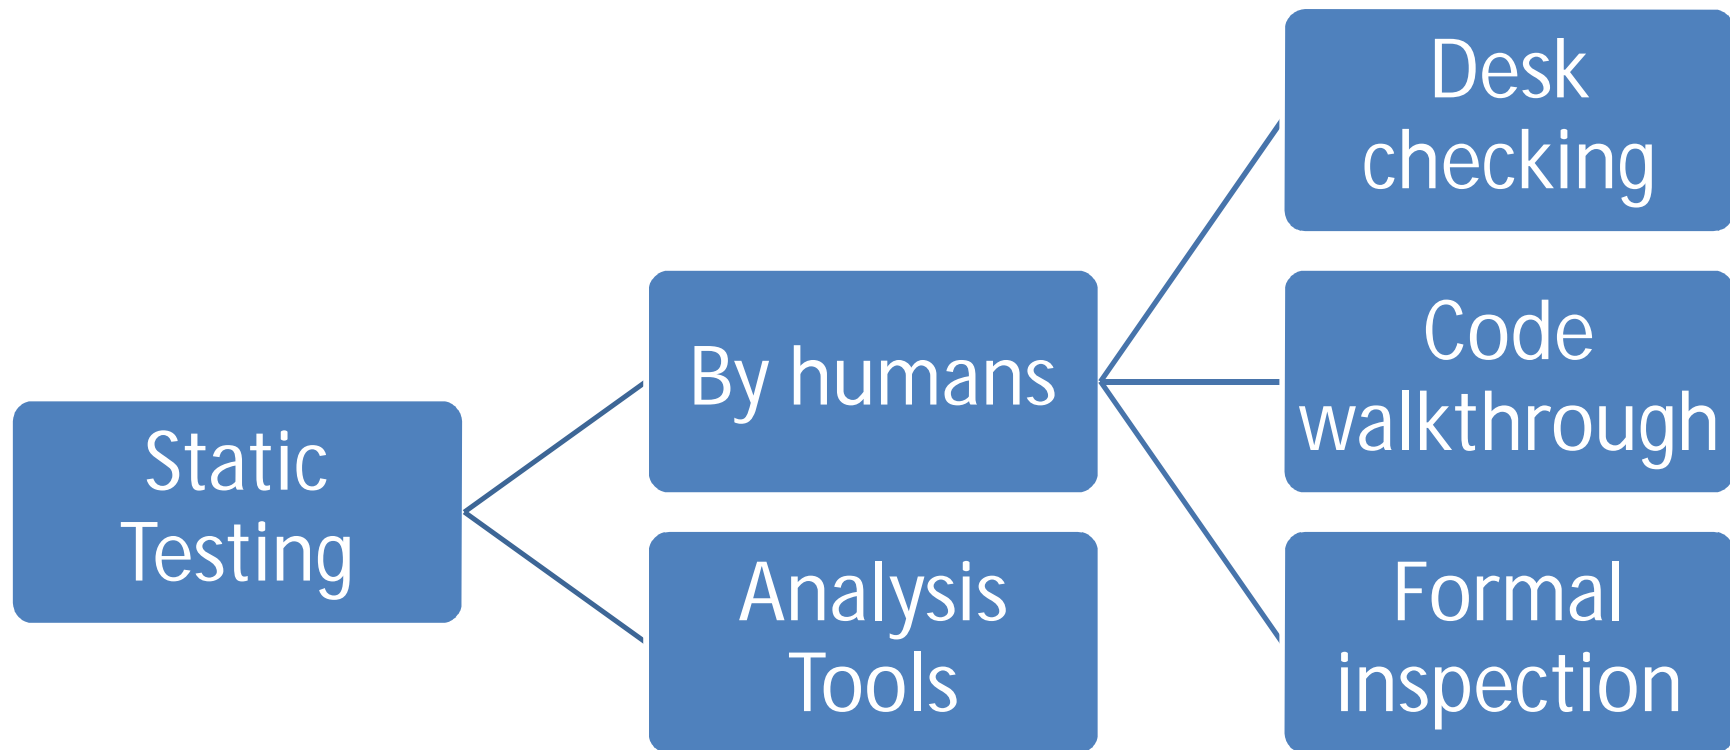 Static
Testing
By humans
Analysis
Tools
Desk
checking
Code
walkthrough
Formal
inspection